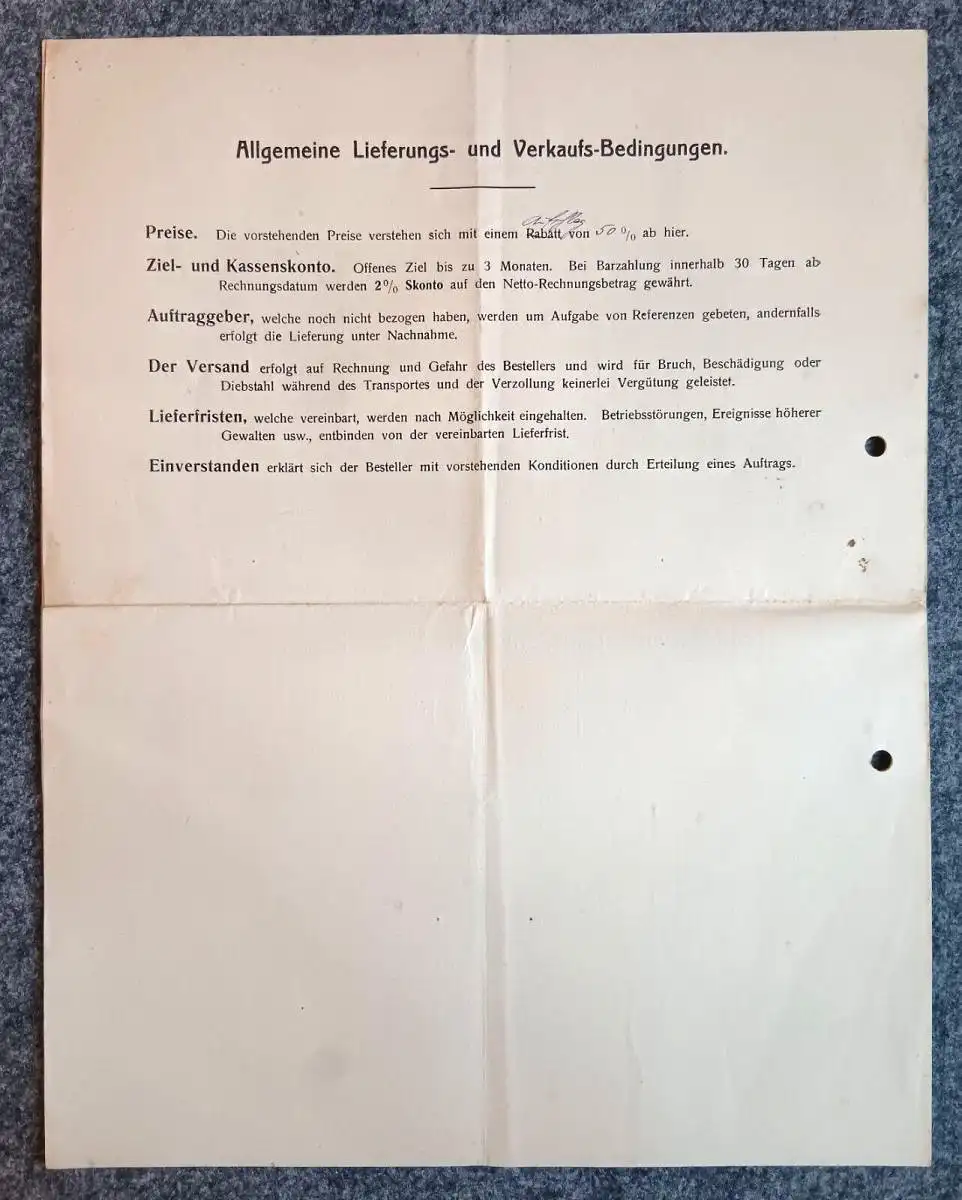 Allgemeine Lieferungs- und Verkaufs-Bedingungen.
Aufschlag
Preise. Die vorstehenden Preise verstehen sich mit einem Rabatt von 50 % ab hier.
Ziel- und Kassenskonto. Offenes Ziel bis zu 3 Monaten. Bei Barzahlung innerhalb 30 Tagen ab
Rechnungsdatum werden 2% Skonto auf den Netto-Rechnungsbetrag gewährt.
Auftraggeber, welche noch nicht bezogen haben, werden um Aufgabe von Referenzen gebeten, andernfalls
erfolgt die Lieferung unter Nachnahme.
Der Versand erfolgt auf Rechnung und Gefahr des Bestellers und wird für Bruch, Beschädigung oder
Diebstahl während des Transportes und der Verzollung keinerlei Vergütung geleistet.
Lieferfristen, welche vereinbart, werden nach Möglichkeit eingehalten. Betriebsstörungen, Ereignisse höherer
Gewalten usw., entbinden von der vereinbarten Lieferfrist.
Einverstanden erklärt sich der Besteller mit vorstehenden Konditionen durch Erteilung eines Auftrags.